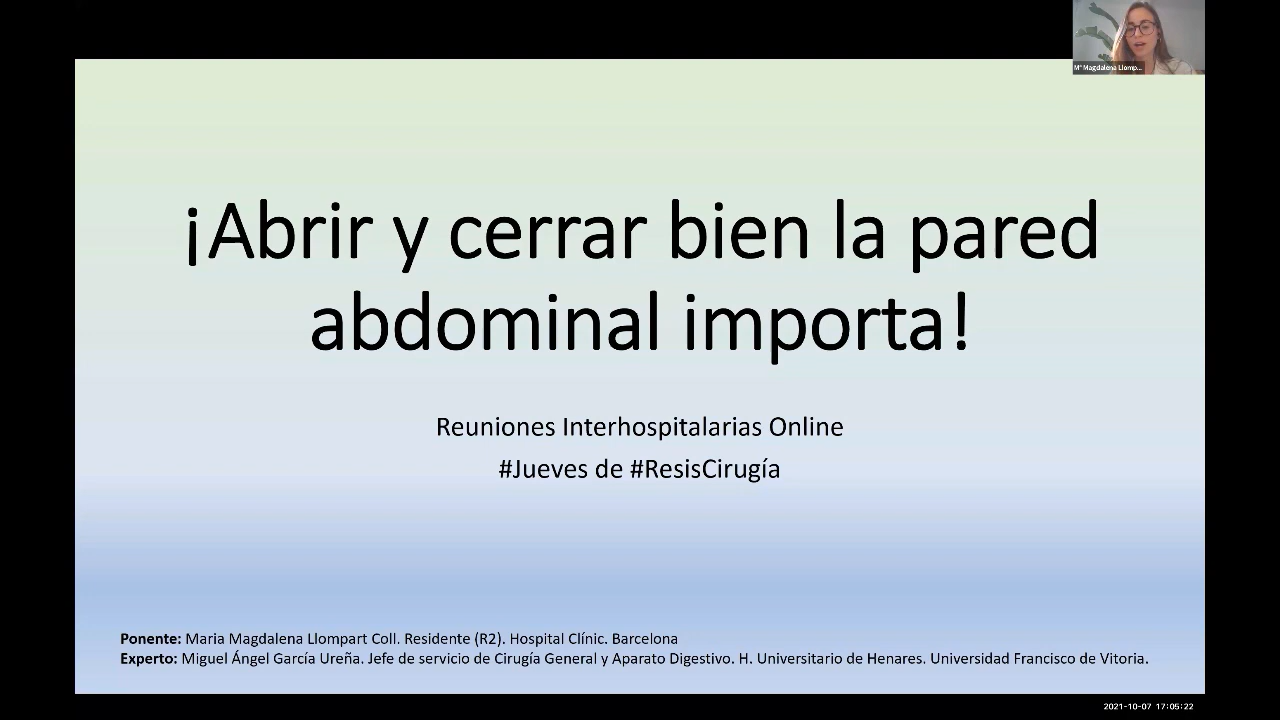 Mª Magdalena Llomp...
¡Abrir y cerrar bien la pared
abdominal importa!
Reuniones Interhospitalarias Online
#Jueves de #ResisCirugía
Ponente: Maria Magdalena Llompart Coll. Residente (R2). Hospital Clínic. Barcelona
Experto: Miguel Ángel García Ureña. Jefe de servicio de Cirugía General y Aparato Digestivo. H. Universitario de Henares. Universidad Francisco de Vitoria.
2021-10-07 17:05:22